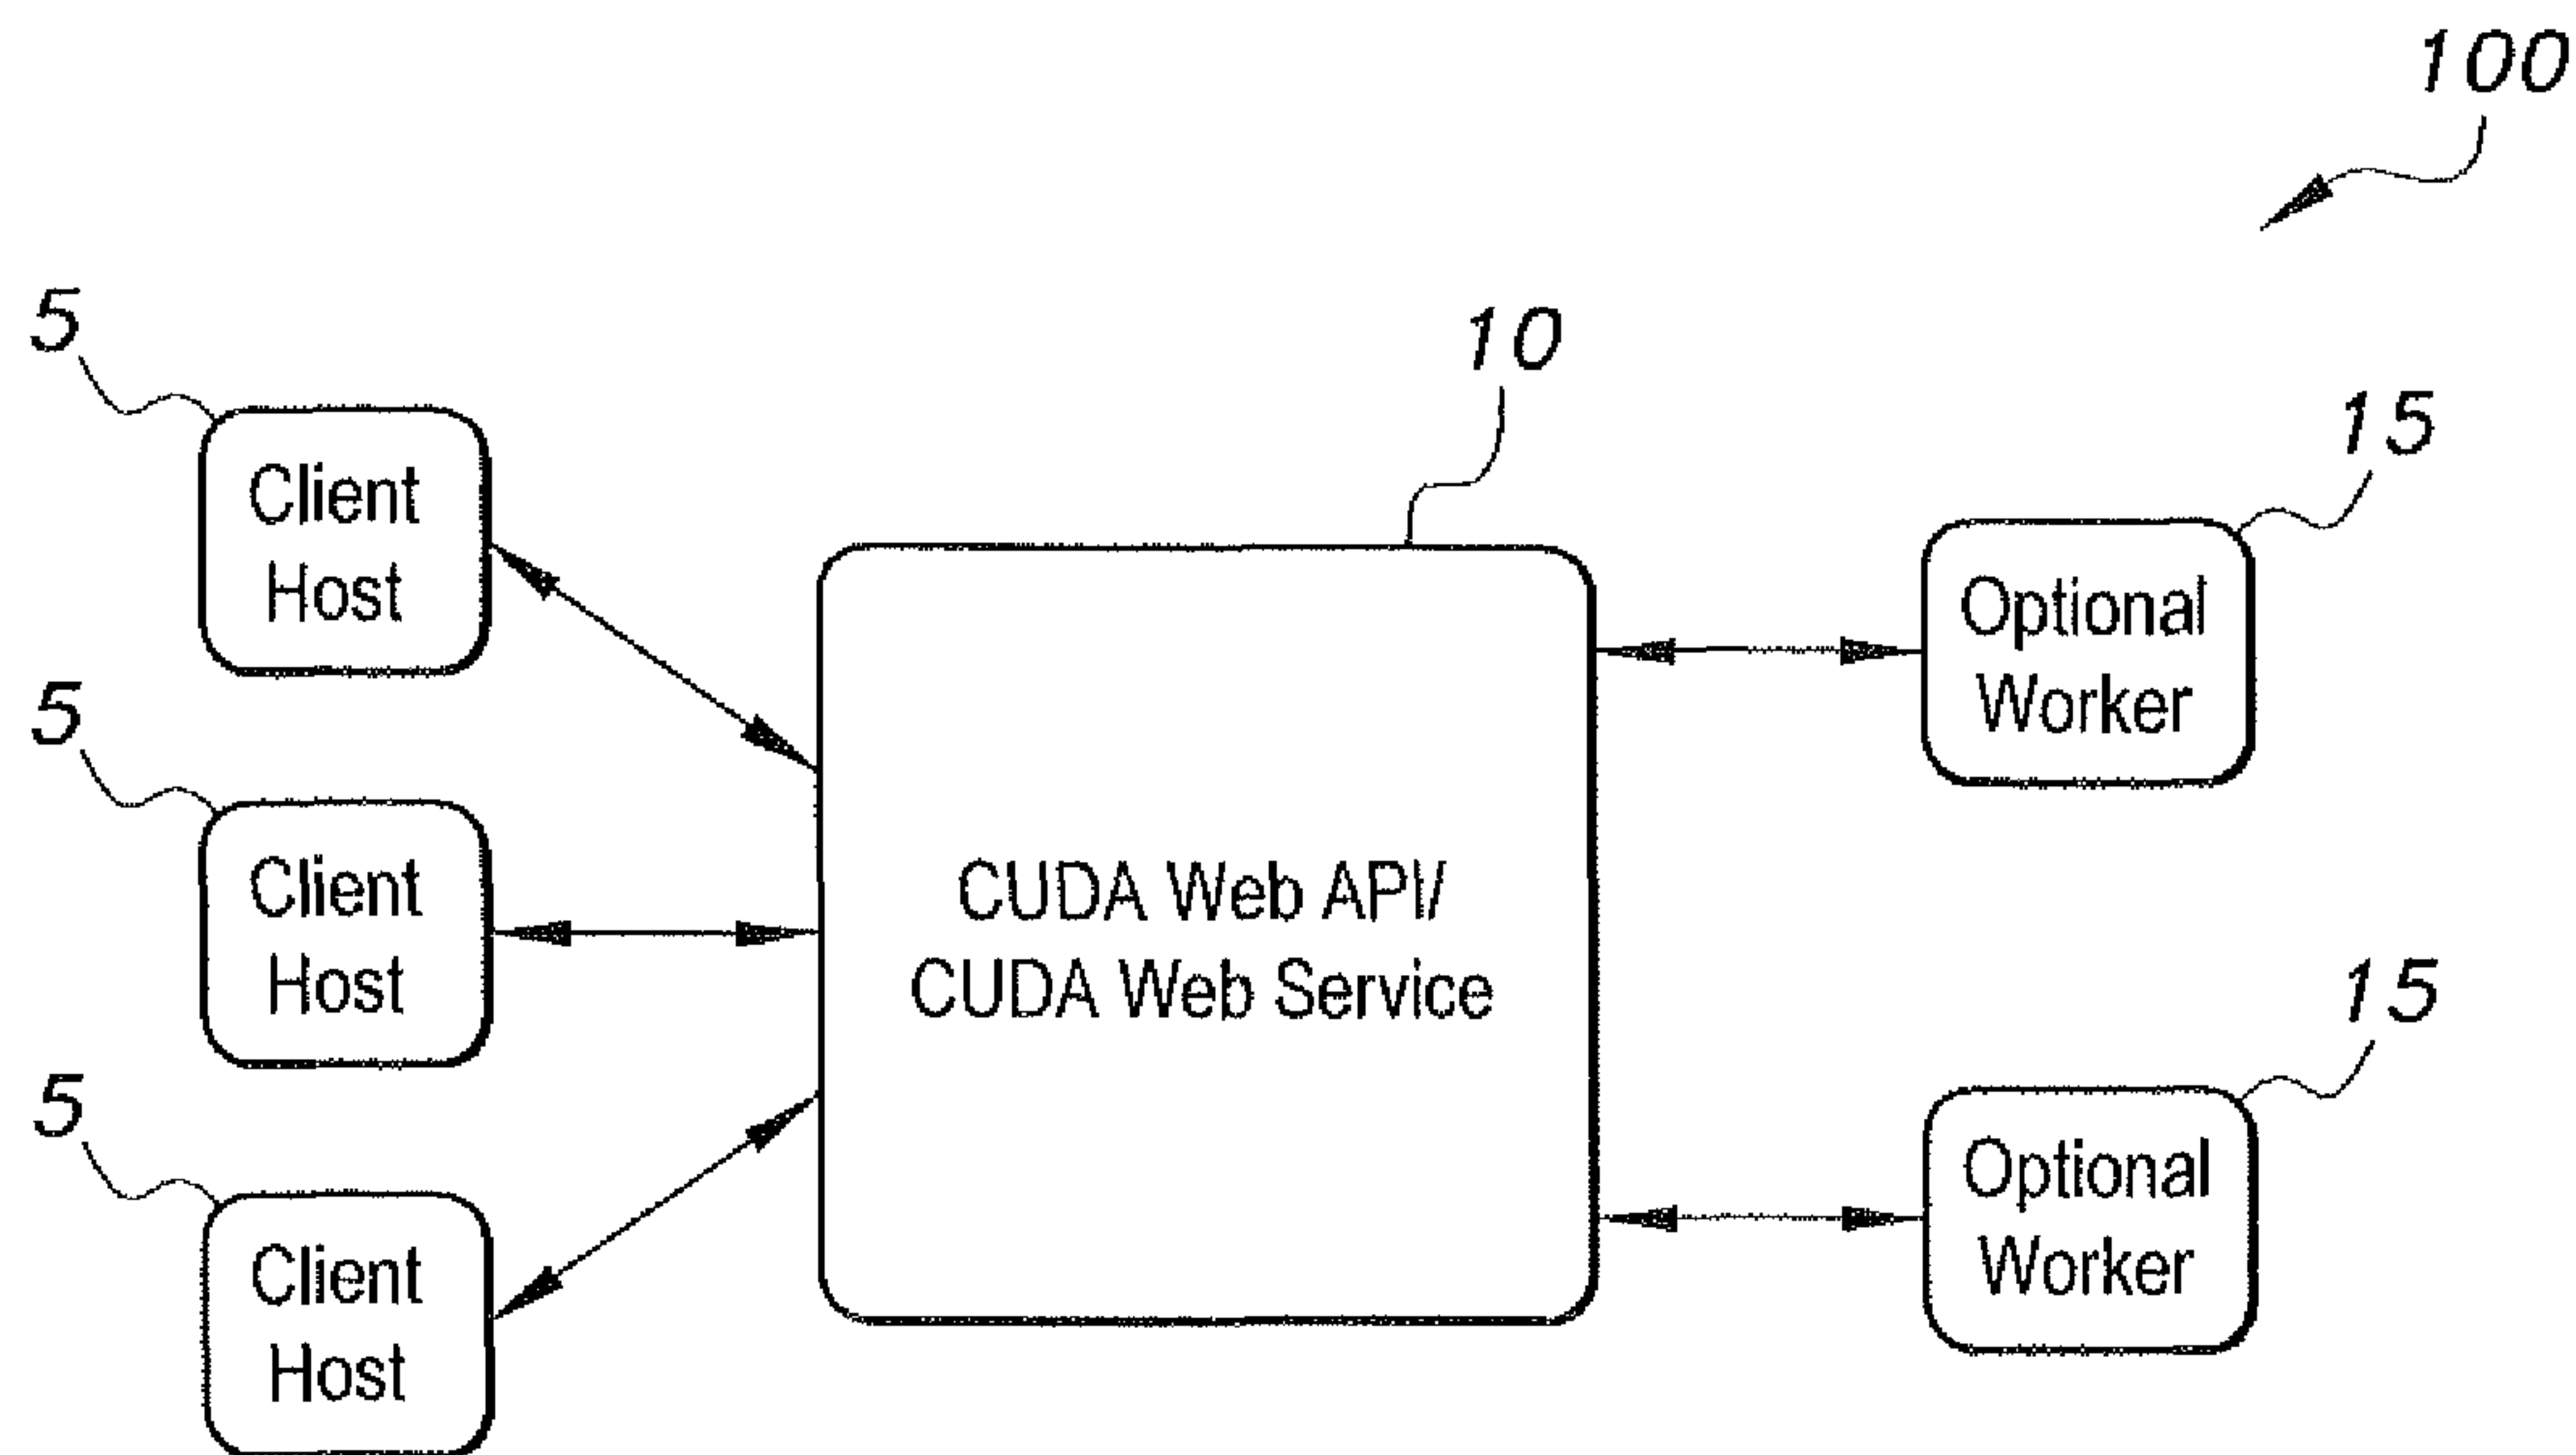 100
5
10
15
Client
Host
Optional
Worker
5
Client
Host
CUDA Web API/
CUDA Web Service
15
5
Client
Host
Optional
Worker